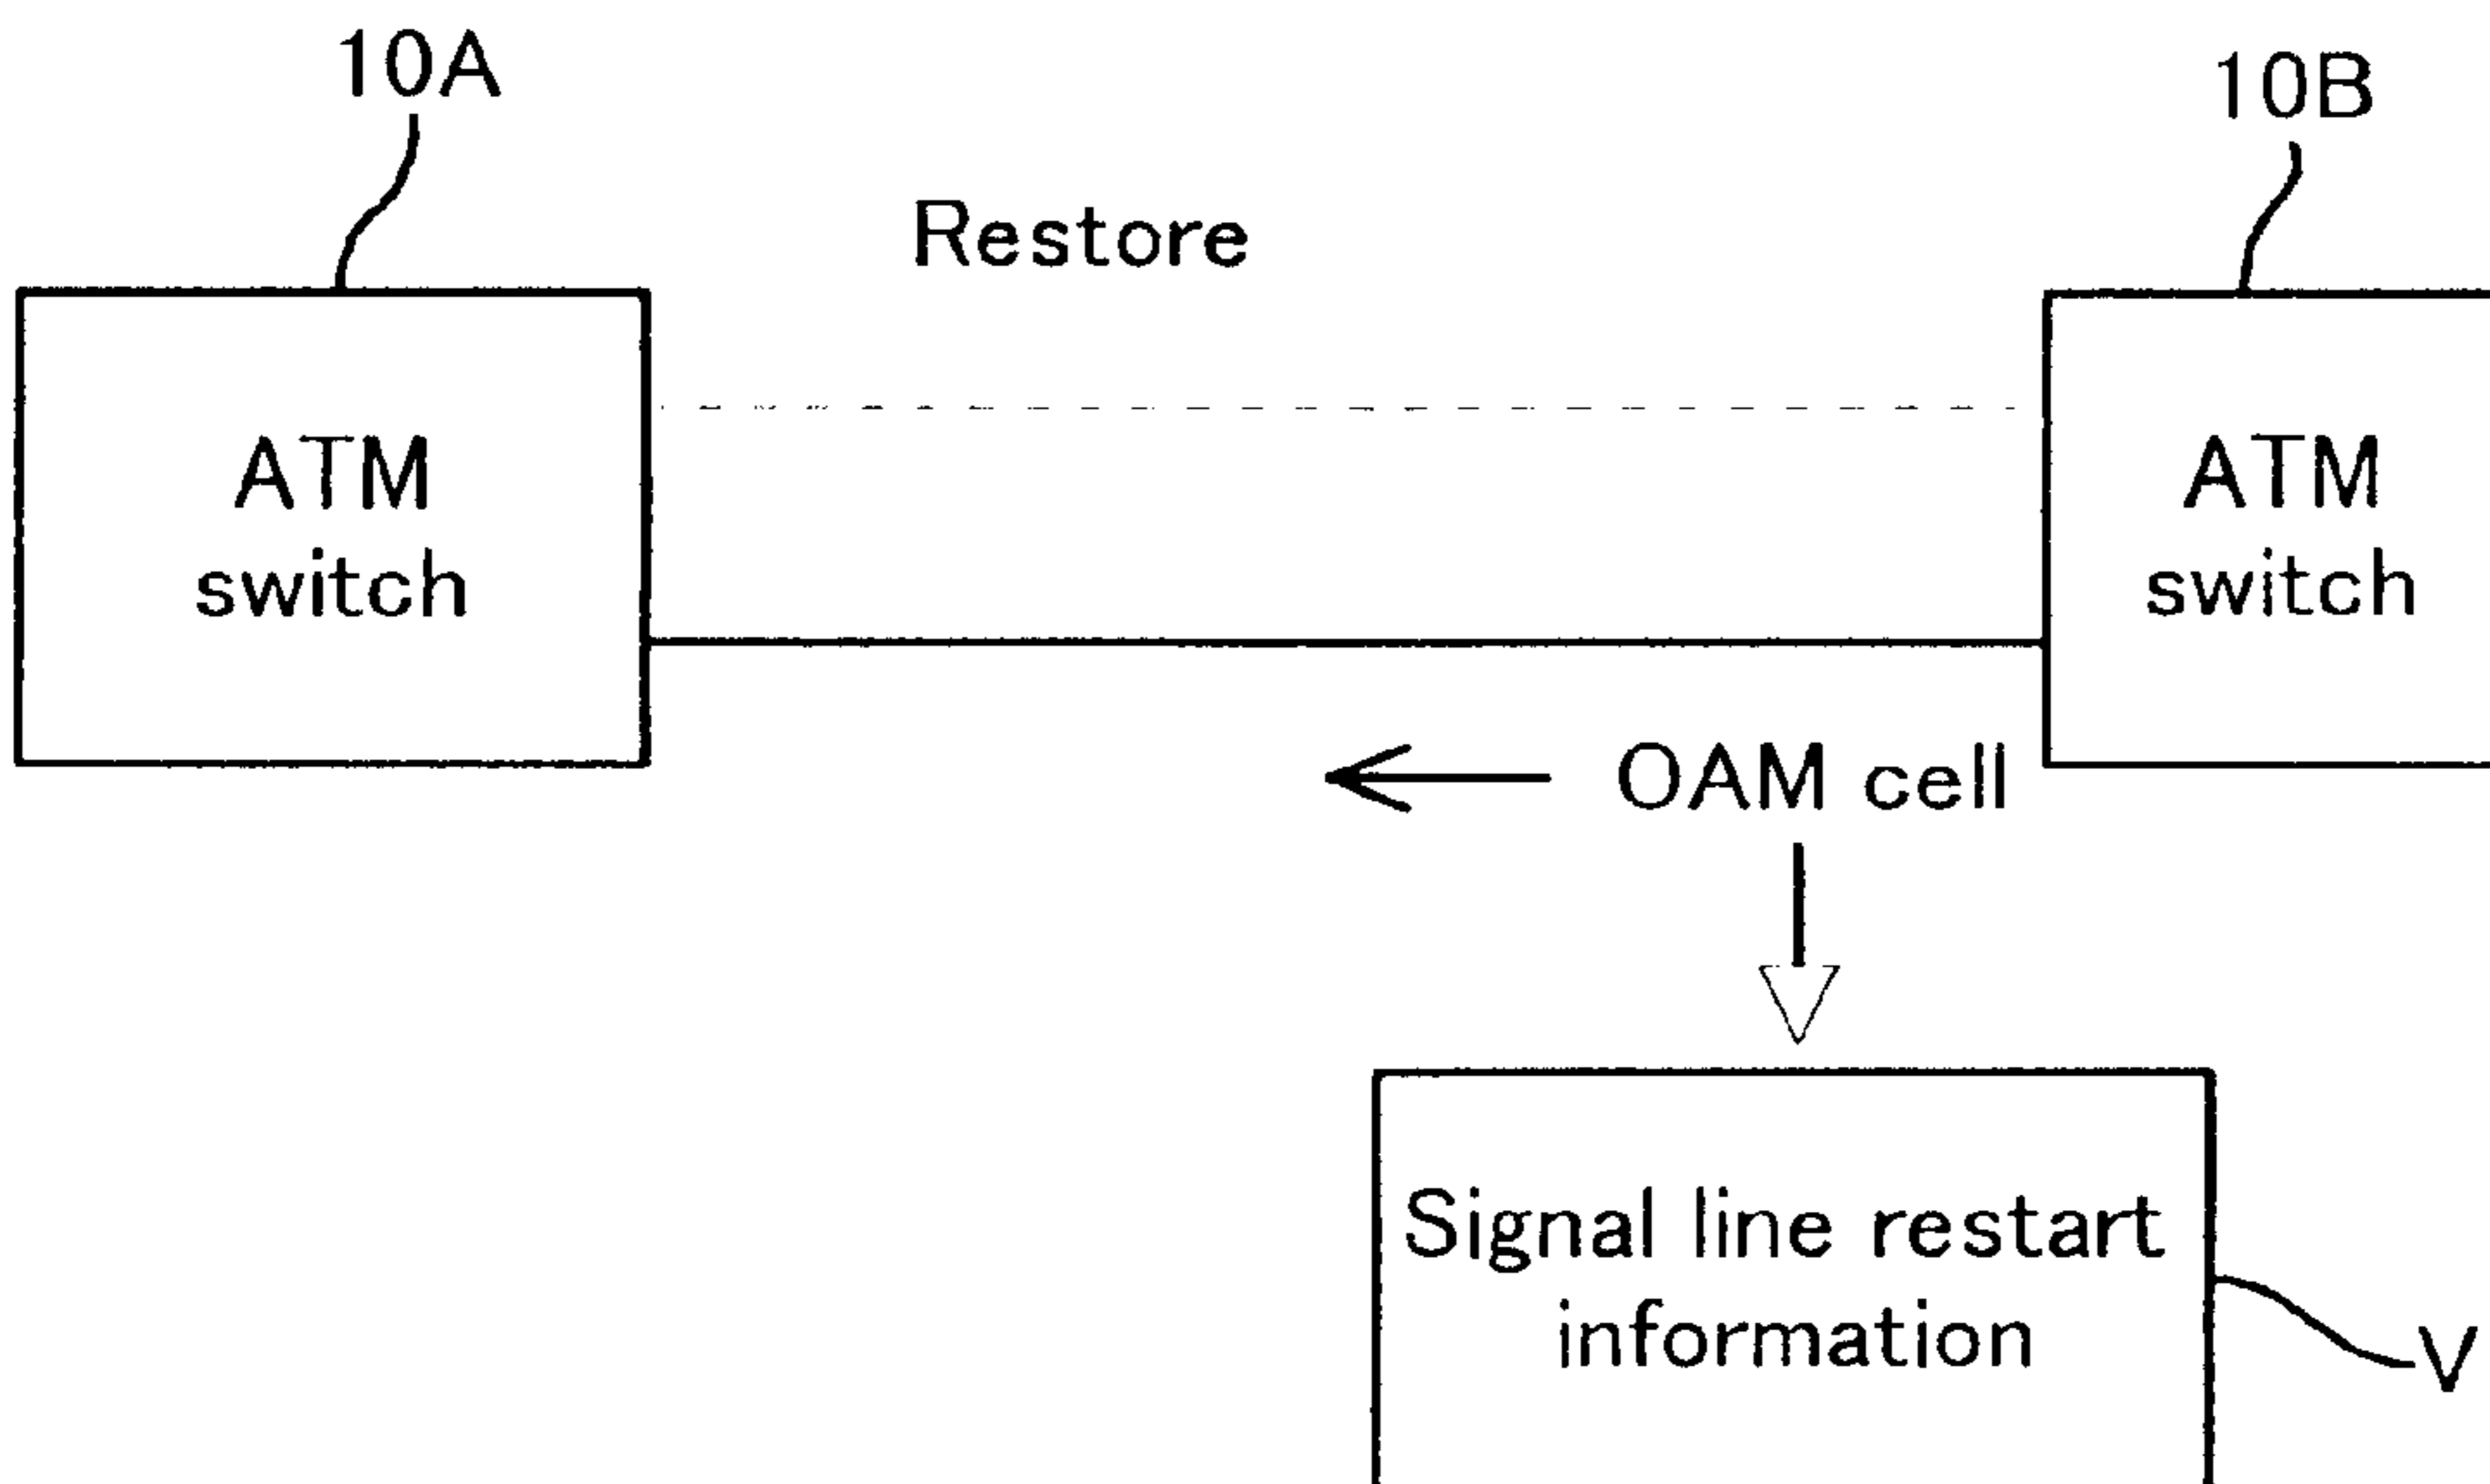 10A
10B
Restore
ATM
switch
ATM
switch
OAM cell
Signal line restart
information
V